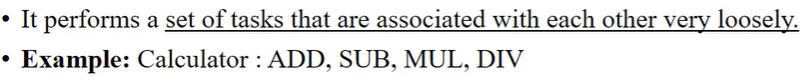 • It performs a set of tasks that are associated with each other very loosely.
• Example: Calculator : ADD, SUB, MUL, DIV